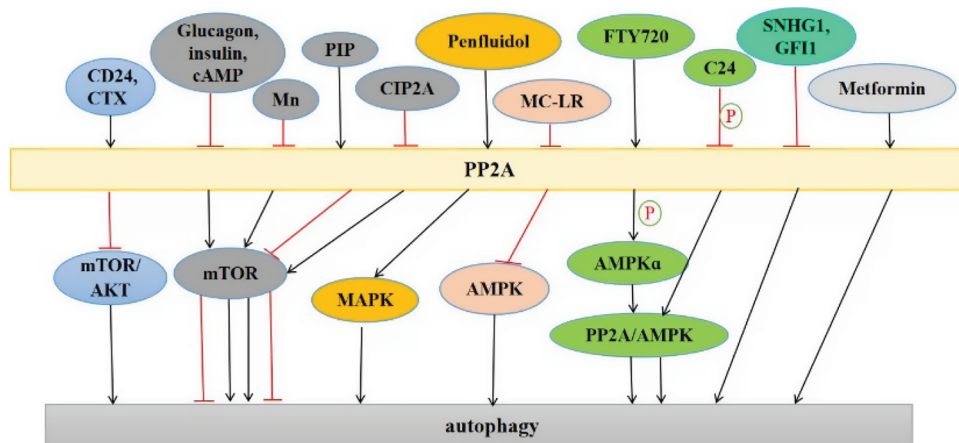 CD24,
CTX
Glucagon,
insulin,
cAMP
Mn
PIP
CIP2A
Penfluidol
MC-LR
FTY720
C24
P
SNHG1,
GFI1
Metformin
PP2A
P
mTOR/
AKT
mTOR
MAPK
AMPK
AMPKα
PP2A/AMPK
autophagy